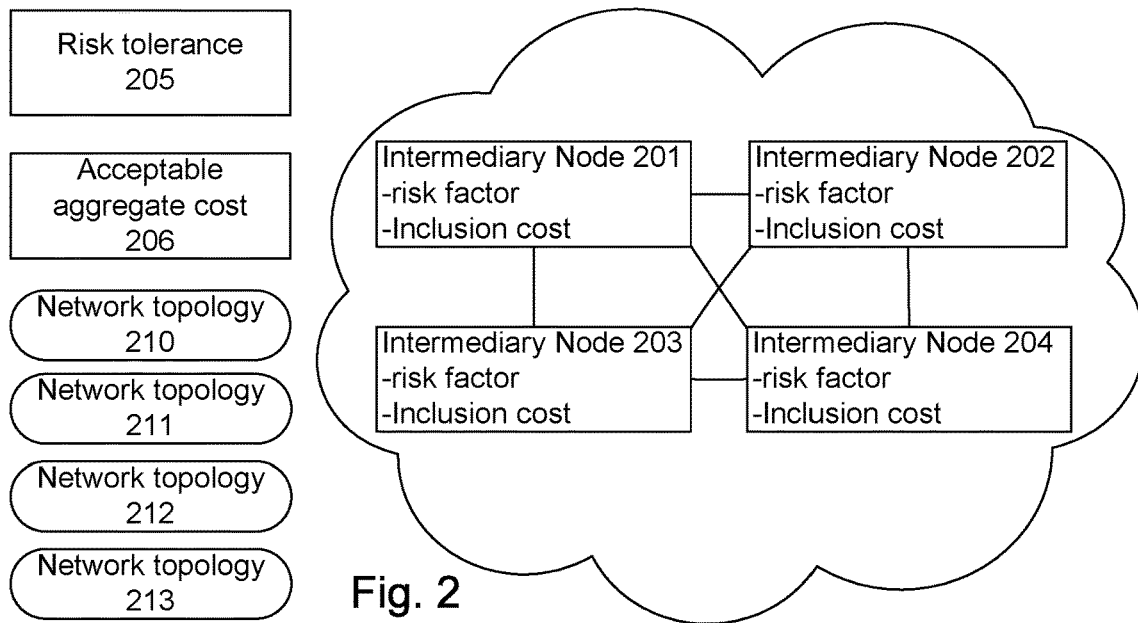 Risk tolerance
205
Acceptable
aggregate cost
206
Network topology
210
Network topology
211
Network topology
212
Network topology
213
Intermediary Node 201
-risk factor
-Inclusion cost
Intermediary Node 202
-risk factor
-Inclusion cost
Intermediary Node 203
-risk factor
-Inclusion cost
Intermediary Node 204
-risk factor
-Inclusion cost
Fig. 2